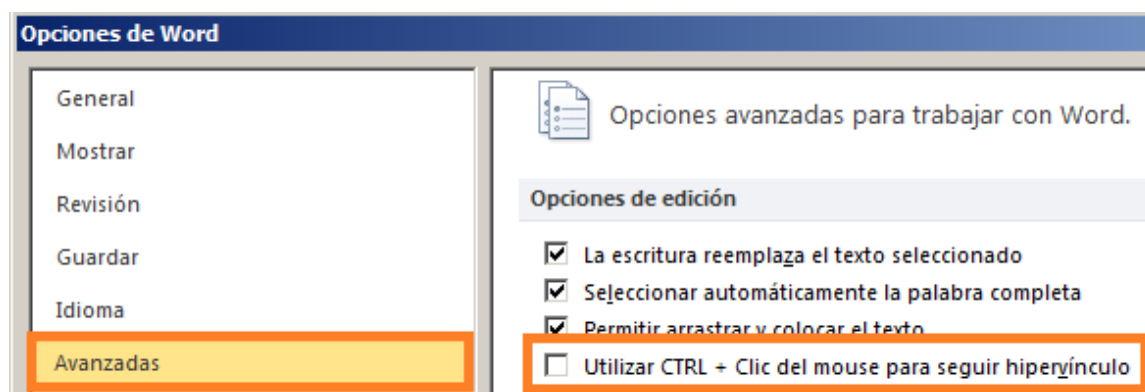 Opciones de Word
General
Mostrar
Revisión
Guardar
Idioma
Avanzadas
Opciones avanzadas para trabajar con Word.
Opciones de edición
La escritura reemplaza el texto seleccionado
Seleccionar automáticamente la palabra completa
Permitir arrastrar y colocar el texto
Utilizar CTRL + Clic del mouse para seguir hipervínculo